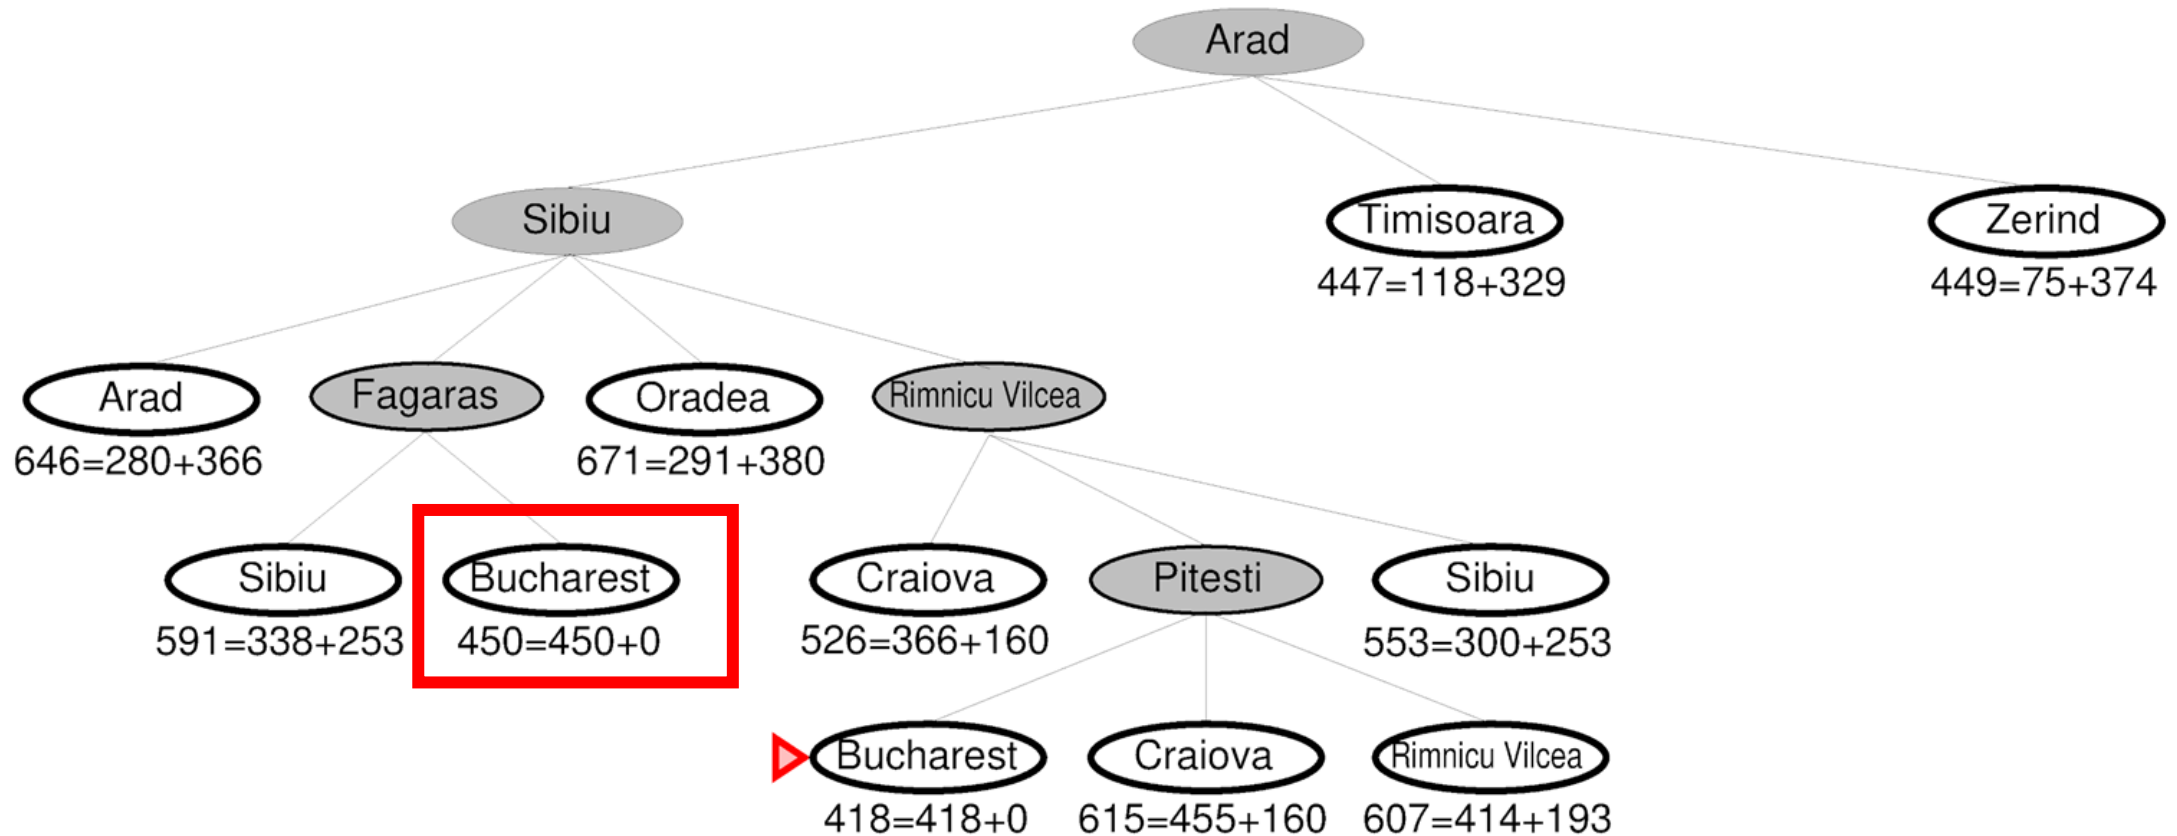 Arad
Sibiu
Timisoara
Zerind
447=118+329
449=75+374
Arad
Fagaras
Oradea
Rimnicu Vilcea
646=280+366
671=291+380
Sibiu
Bucharest
Craiova
Pitesti
Sibiu
591=338+253
450=450+0
526=366+160
553=300+253
Bucharest
Craiova
Rimnicu Vilcea
418=418+0
615=455+160
607=414+193